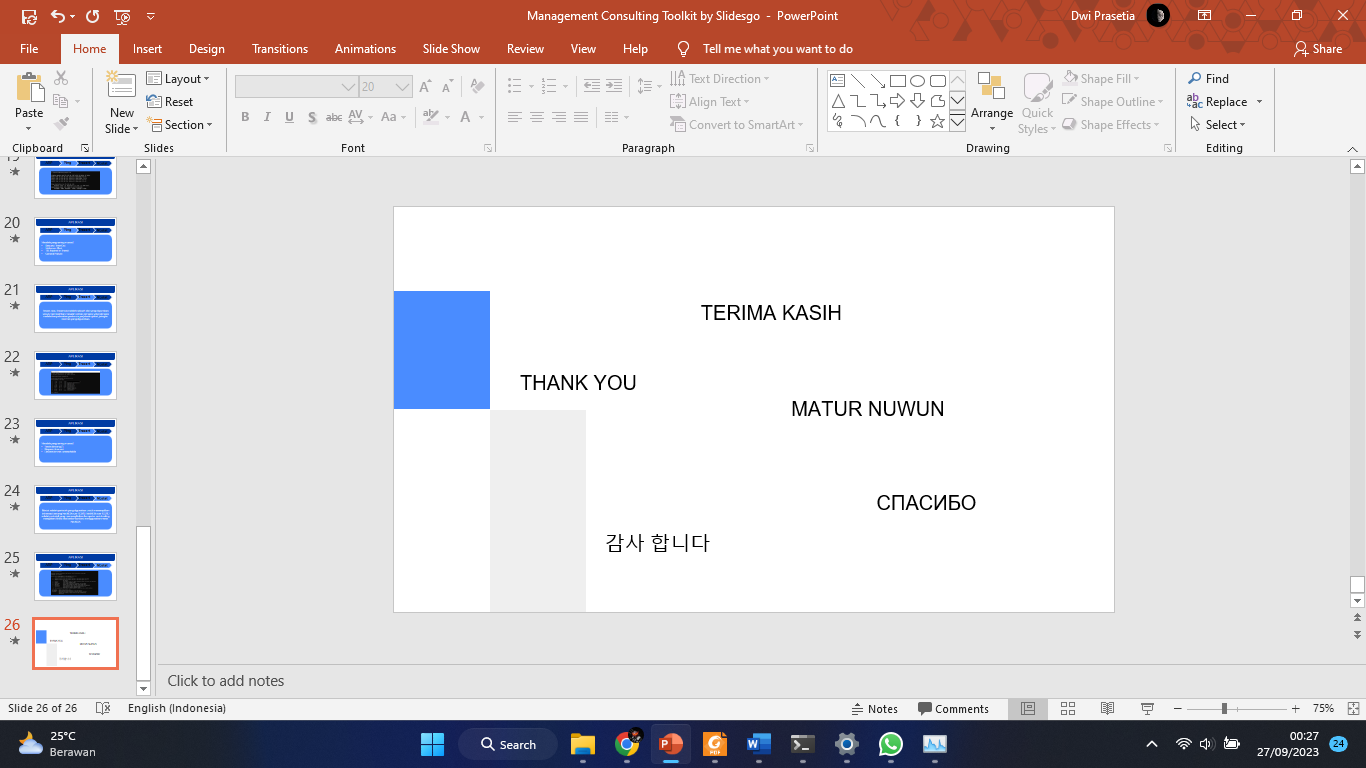 Management Consulting Toolkit by Slidesgo - PowerPoint
Dwi Prasetia
File Home Insert Design Transitions Animations Slide Show Review View Help Tell me what you want to do Share
Paste
Clipboard
New Slide
Layout
Reset
Section
Slides
20
B I U S abc AV Aa A
Font
Text Direction
Align Text
Convert to SmartArt
Paragraph
Arrange
Quick Styles
Shape Fill
Shape Outline
Shape Effects
Drawing
Find
Replace
Select
Editing
20
21
22
23
24
25
26
TERIMA KASIH
THANK YOU
MATUR NUWUN
СПАСИБО
감사 합니다
Click to add notes
Slide 26 of 26 English (Indonesia) Notes Comments 75%
25°C
Berawan
Search
00:27
27/09/2023
24